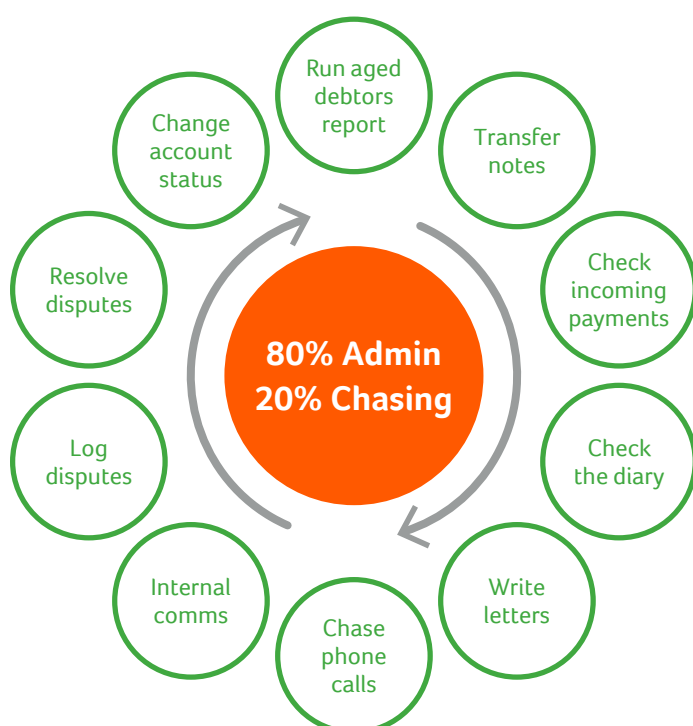 Run aged
debtors
report
Transfer
notes
Check
incoming
payments
Check
the diary
Write
letters
Chase
phone
calls
Internal
comms
Log
disputes
Resolve
disputes
Change
account
status
80% Admin
20% Chasing